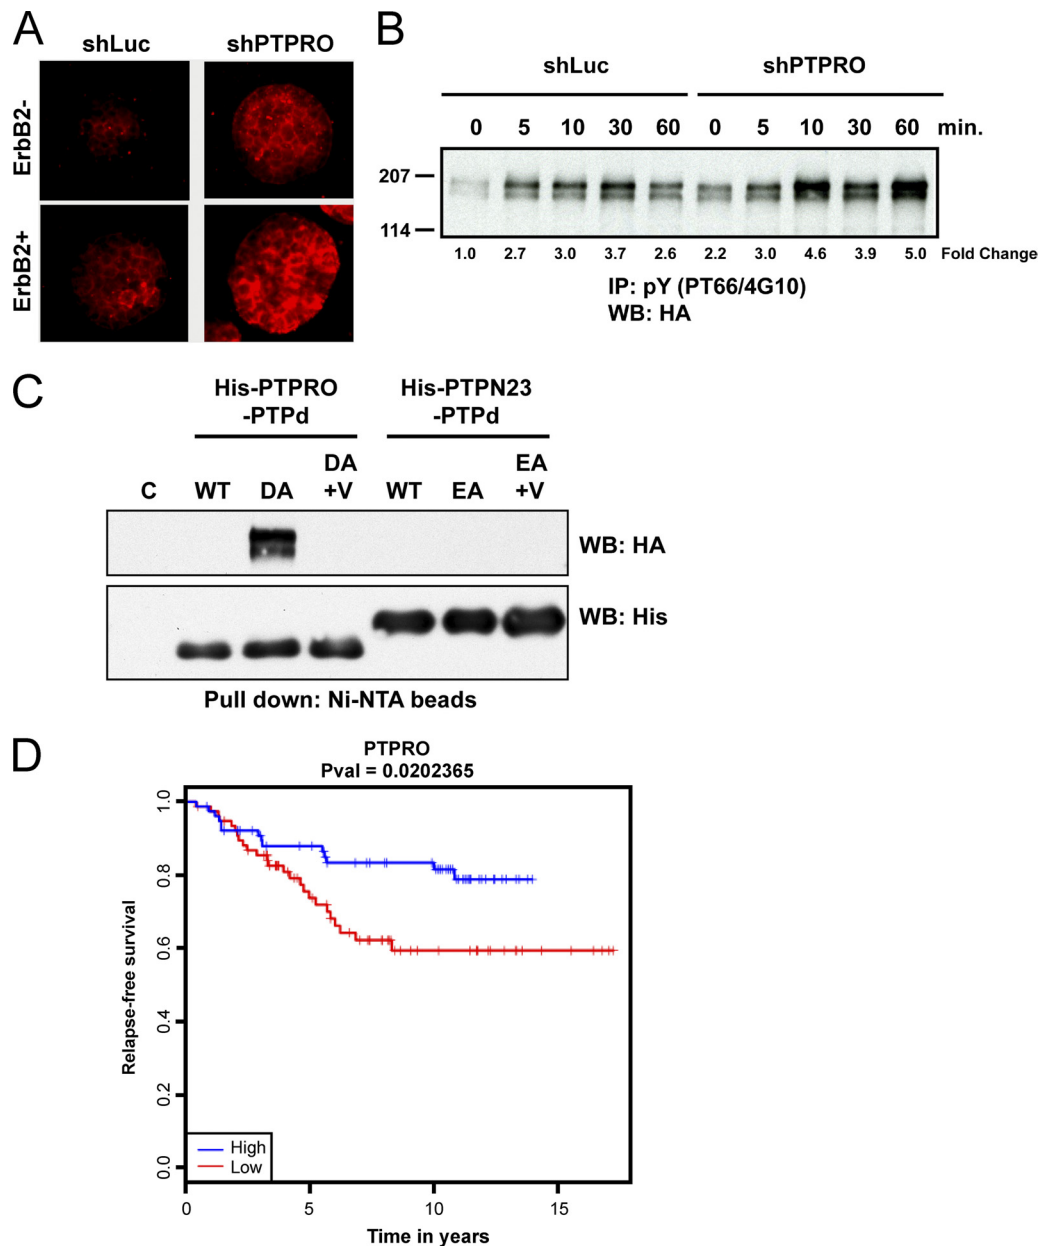 A
shLuc shPTPRO
ErbB2-
ErbB2+
B
shLuc shPTPRO
0 5 10 30 60 0 5 10 30 60 min.
207
114
1.0 2.7 3.0 3.7 2.6 2.2 3.0 4.6 3.9 5.0 Fold Change
IP: pY (PT66/4G10)
WB: HA
C
His-PTPRO His-PTPN23
-PTPd -PTPd
DA EA
C WT DA +V WT EA +V
WB: HA
WB: His
Pull down: Ni-NTA beads
D
PTPRO
Pval = 0.0202365
Relapse-free survival
1.0
0.8
0.6
0.4
0.2
0.0
High
Low
0 5 10 15
Time in years